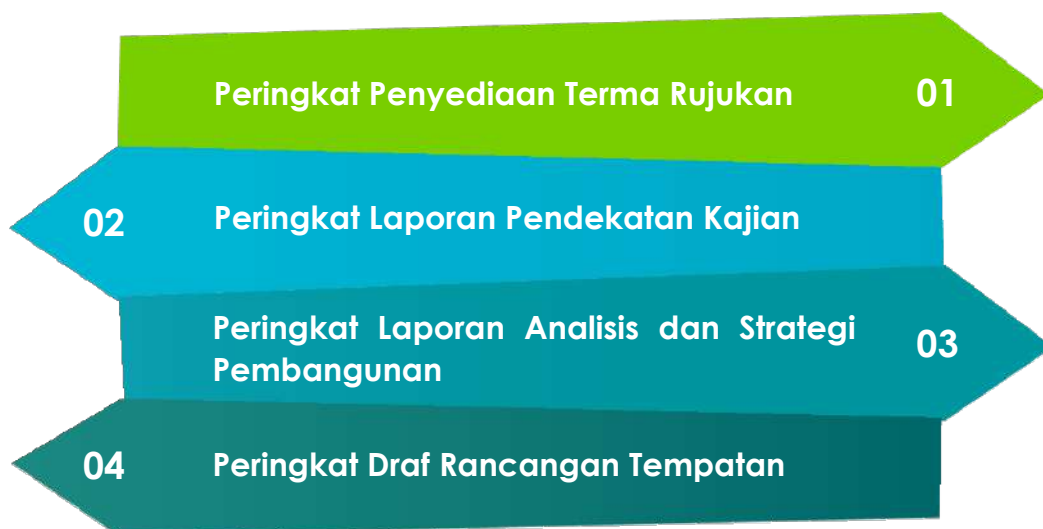 Peringkat Penyediaan Terma Rujukan 01
02 Peringkat Laporan Pendekatan Kajian
Peringkat Laporan Analisis dan Strategi
Pembangunan 03
04 Peringkat Draf Rancangan Tempatan